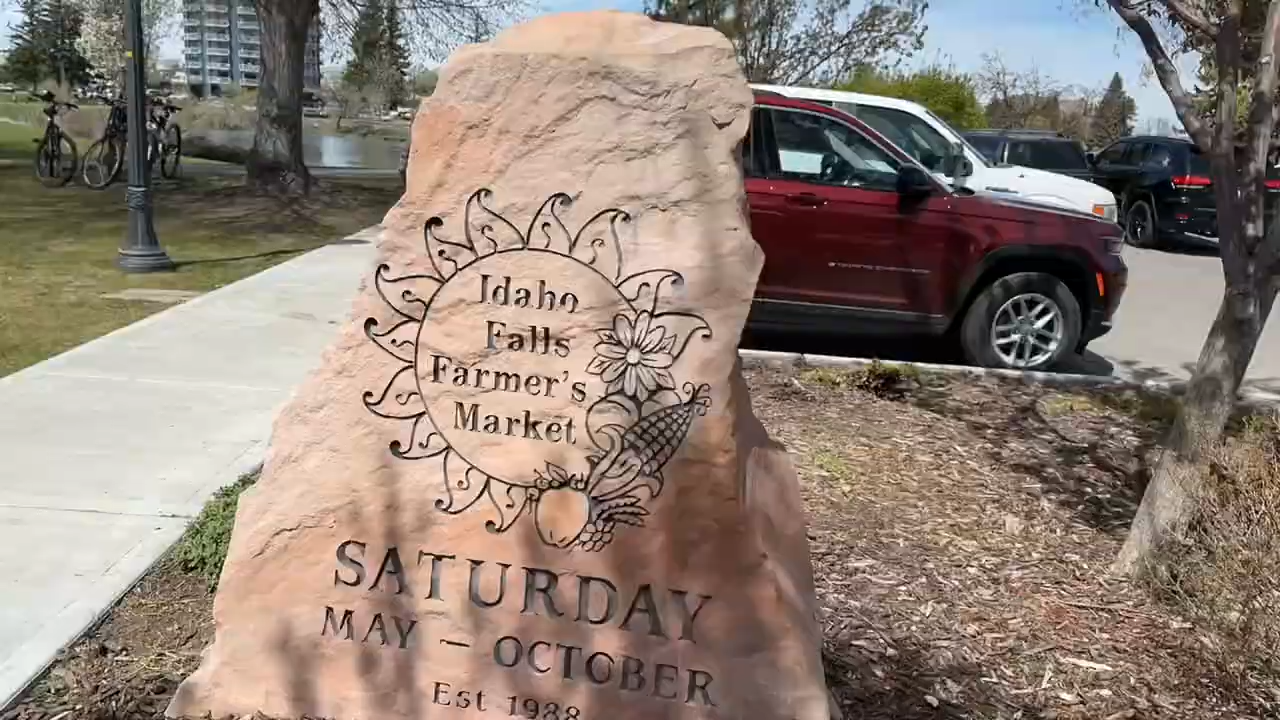 Idaho
Falls
Farmer's
Market
SATURDAY
MAY – OCTOBER
Est 1988